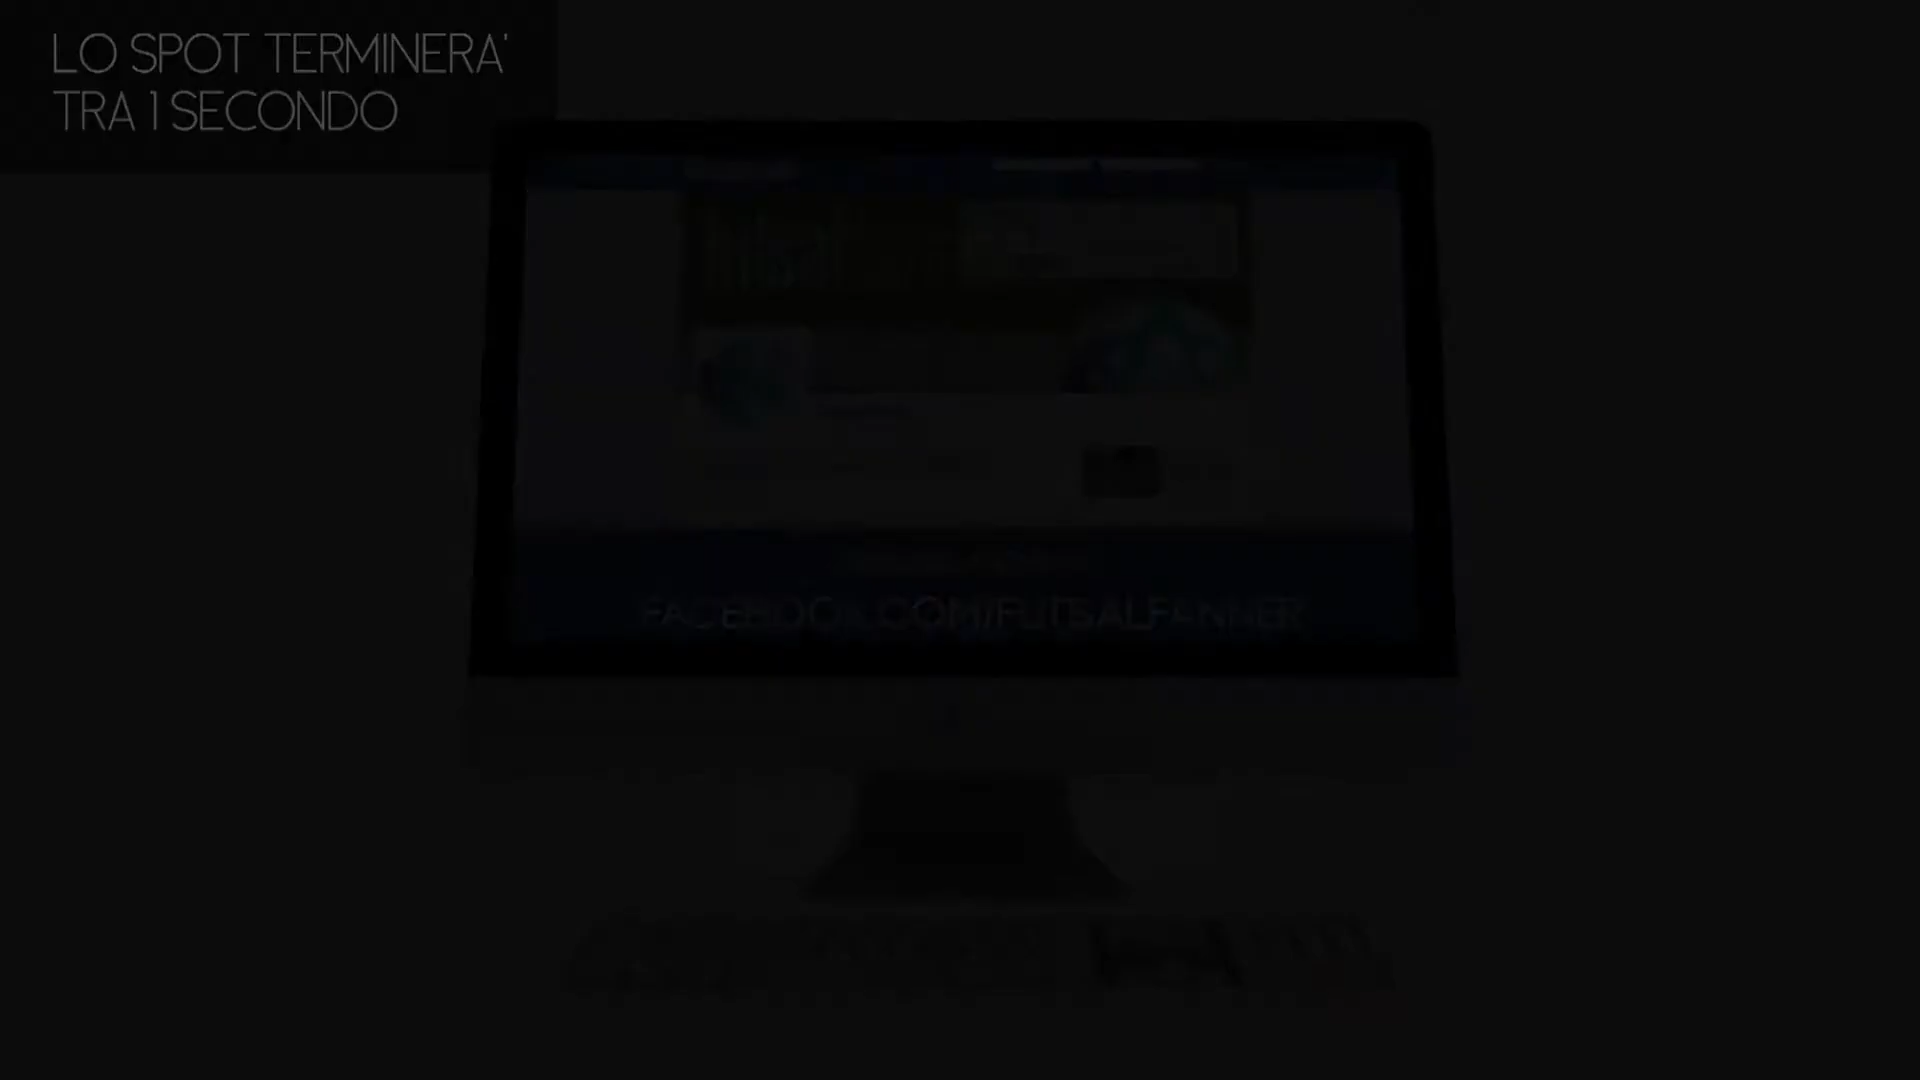 LO SPOT TERMINERA'
TRA 1 SECONDO
FACEBOOK.COM/FUTSALFANNER